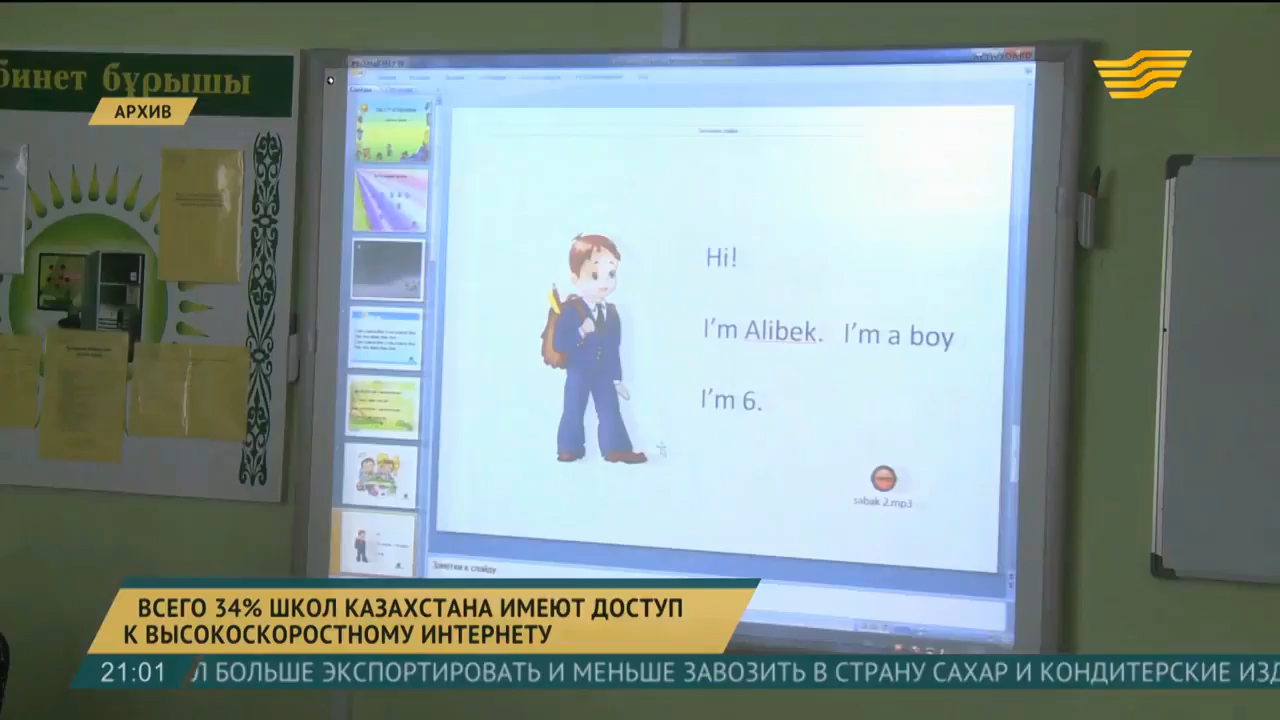 бинет бұрышы
АРХИВ
Hi!
I'm Alibek. I'm a boy
I'm 6.
sabak 2.mp3
Заметки к слайду
ВСЕГО 34% ШКОЛ КАЗАХСТАНА ИМЕЮТ ДОСТУП
К ВЫСОКОСКОРОСТНОМУ ИНТЕРНЕТУ
21:01 Л БОЛЬШЕ ЭКСПОРТИРОВАТЬ И МЕНЬШЕ ЗАВОЗИТЬ В СТРАНУ САХАР И КОНДИТЕРСКИЕ ИЗД